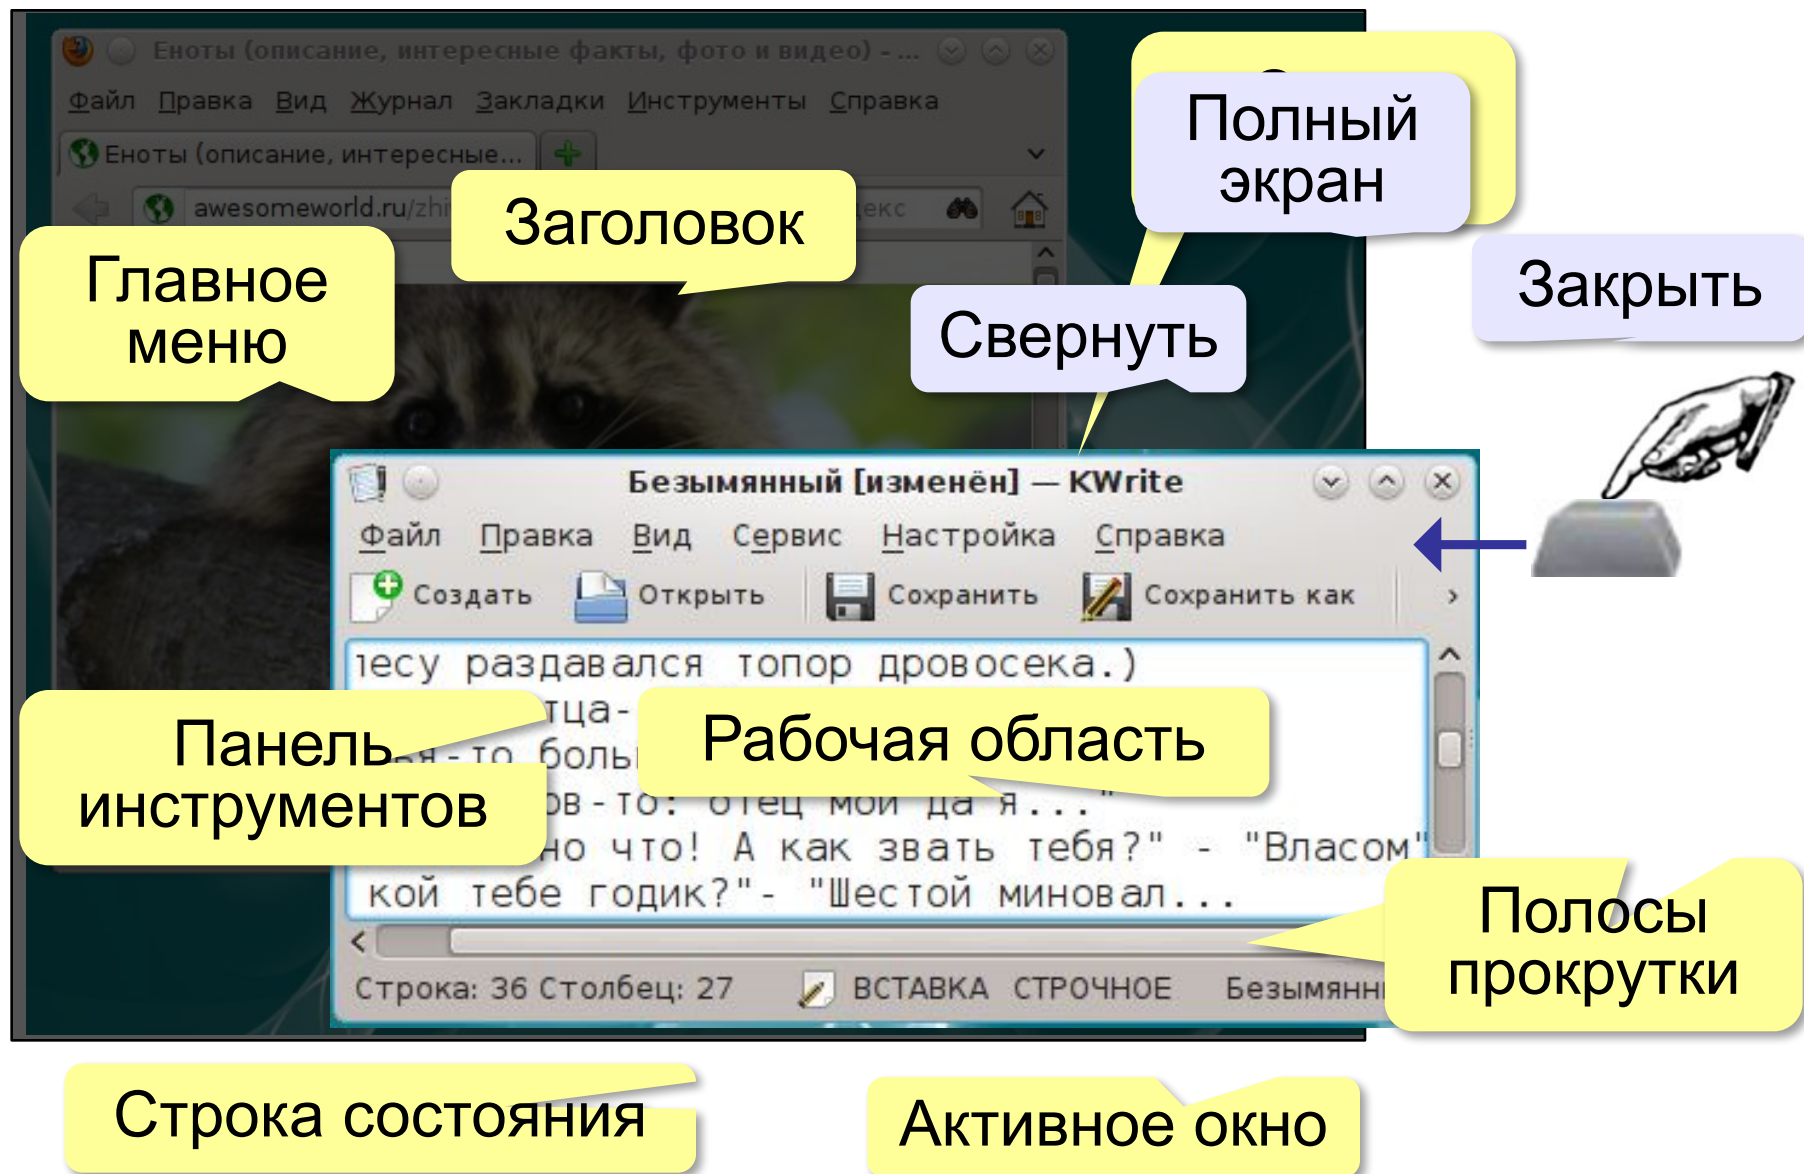 Еноты (описание, интересные факты, фото и видео) - ...
Файл Правка Вид Журнал Закладки Инструменты Справка
Еноты (описание, интересные...
awesomeworld.ru/zhi
Полный
экран
Заголовок
Главное
меню
Закрыть
Свернуть
Безымянный [изменён] — KWrite
Файл Правка Вид Сервис Настройка Справка
Создать Открыть Сохранить Сохранить как
раздавался топор дровосека.)
Панель
инструментов
Рабочая область
отец мой да я..."
но что! А как звать тебя?" - "Власом"
кой тебе годик?"- "Шестой миновал...
Полосы
прокрутки
Строка: 36 Столбец: 27 ВСТАВКА СТРОЧНОЕ
Строка состояния
Активное окно